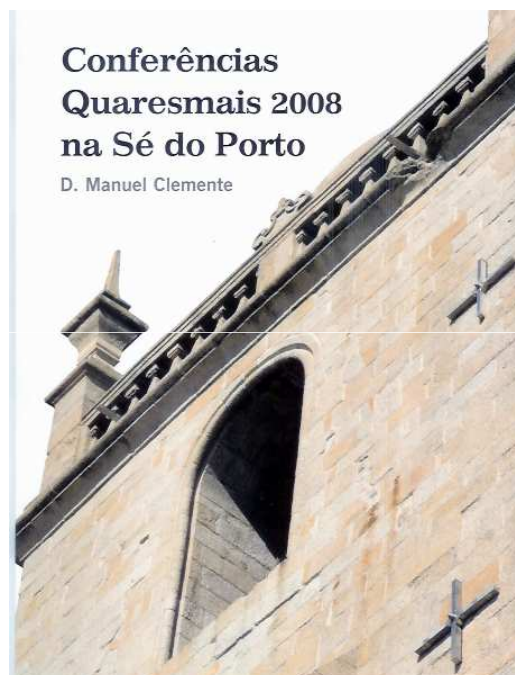 Conferências
Quaresmais 2008
na Sé do Porto
D. Manuel Clemente